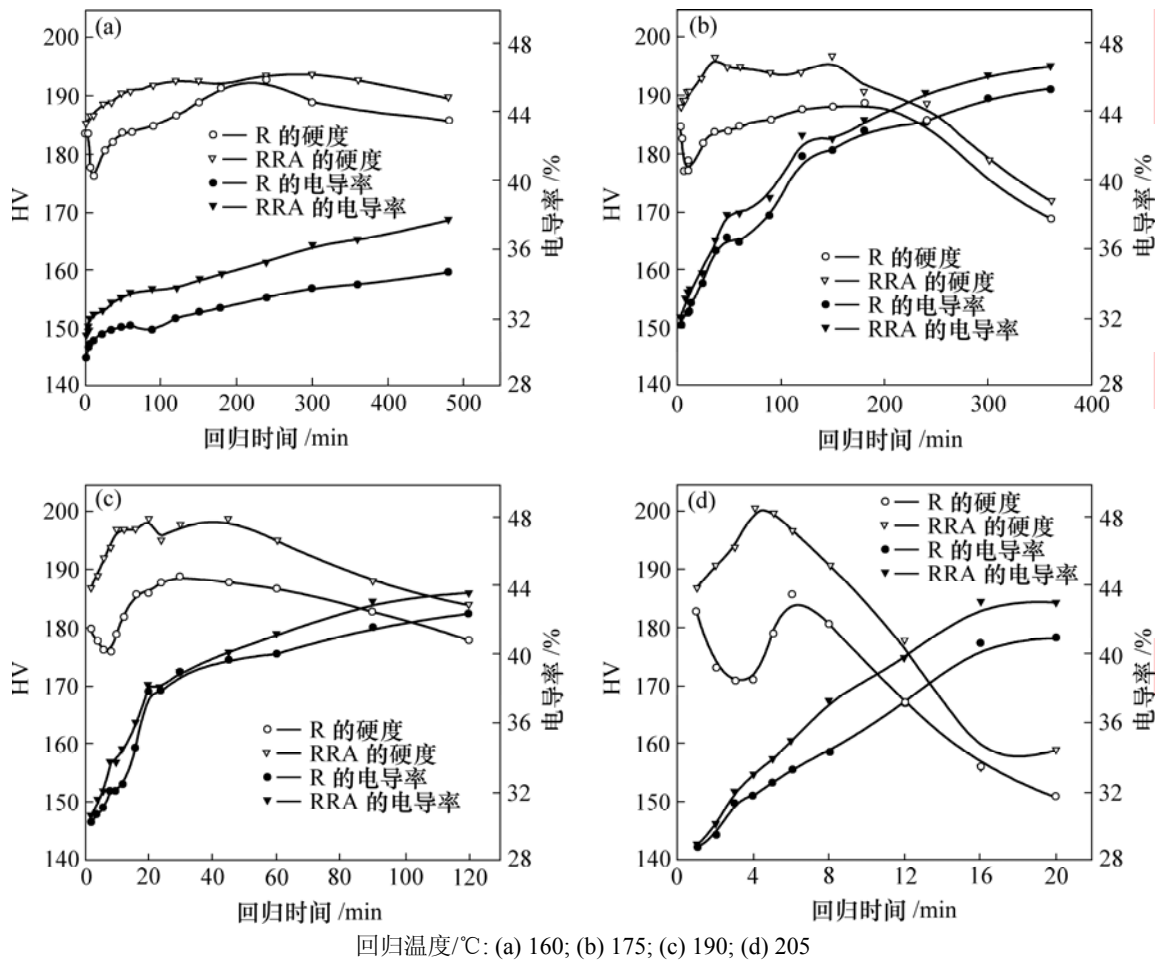 (a)
200
190
180
170
160
150
140
HV
48
44
40
36
32
28
电导率 /%
R 的硬度
RRA 的硬度
R 的电导率
RRA 的电导率
0 100 200 300 400 500
回归时间 /min
(b)
200
190
180
170
160
150
140
HV
48
44
40
36
32
28
电导率 /%
R 的硬度
RRA 的硬度
R 的电导率
RRA 的电导率
0 100 200 300 400
回归时间 /min
(c)
200
190
180
170
160
150
140
HV
48
44
40
36
32
28
电导率 /%
R 的硬度
RRA 的硬度
R 的电导率
RRA 的电导率
0 20 40 60 80 100 120
回归时间 /min
(d)
200
190
180
170
160
150
140
HV
48
44
40
36
32
28
电导率 /%
R 的硬度
RRA 的硬度
R 的电导率
RRA 的电导率
0 4 8 12 16 20
回归时间 /min
回归温度/℃: (a) 160; (b) 175; (c) 190; (d) 205